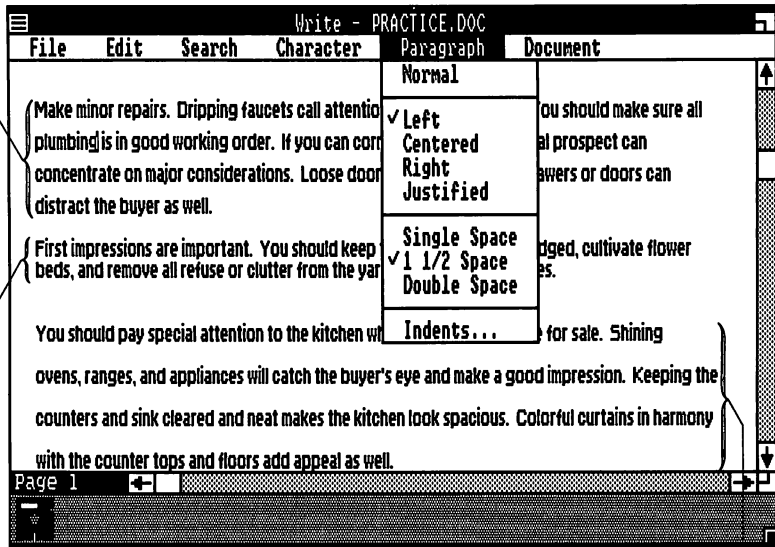 Write - PRACTICE.DOC
File Edit Search Character Paragraph Document
Normal
✓Left
Centered
Right
Justified
Single Space
✓1 1/2 Space
Double Space
Indents...
Make minor repairs. Dripping faucets call attentio ou should make sure all
plumbing is in good working order. If you can corr al prospect can
concentrate on major considerations. Loose door awers or doors can
distract the buyer as well.
First impressions are important. You should keep dged, cultivate flower
beds, and remove all refuse or clutter from the yar es.
You should pay special attention to the kitchen wh for sale. Shining
ovens, ranges, and appliances will catch the buyer's eye and make a good impression. Keeping the
counters and sink cleared and neat makes the kitchen look spacious. Colorful curtains in harmony
with the counter tops and floors add appeal as well.
Page 1